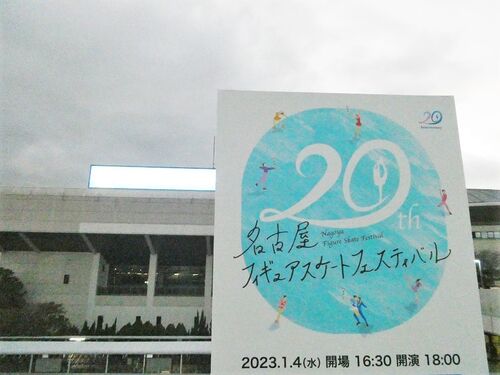 20
Anniversary
20th
名古屋
Nagoya
Figure Skate Festival
フィギュアスケートフェスティバル
2023.1.4(水) 開場 16:30 開演 18:00